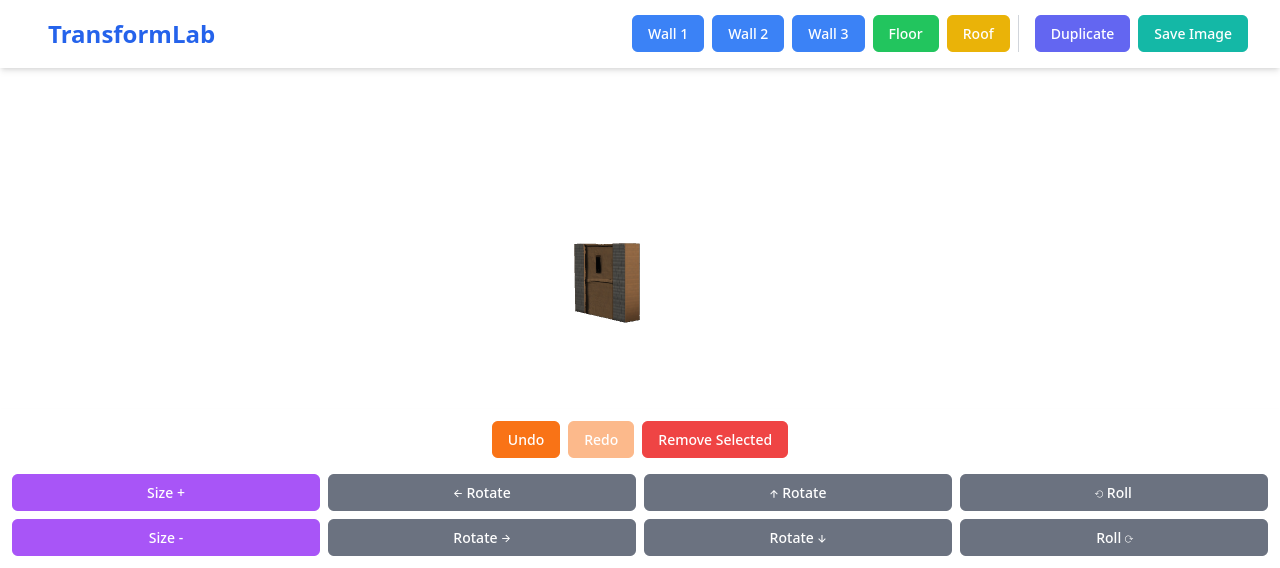 TransformLab
Wall 1
Wall 2
Wall 3
Floor
Roof
Duplicate
Save Image
Undo
Redo
Remove Selected
Size +
← Rotate
↑ Rotate
⟲ Roll
Size -
Rotate →
Rotate ↓
Roll ⟳